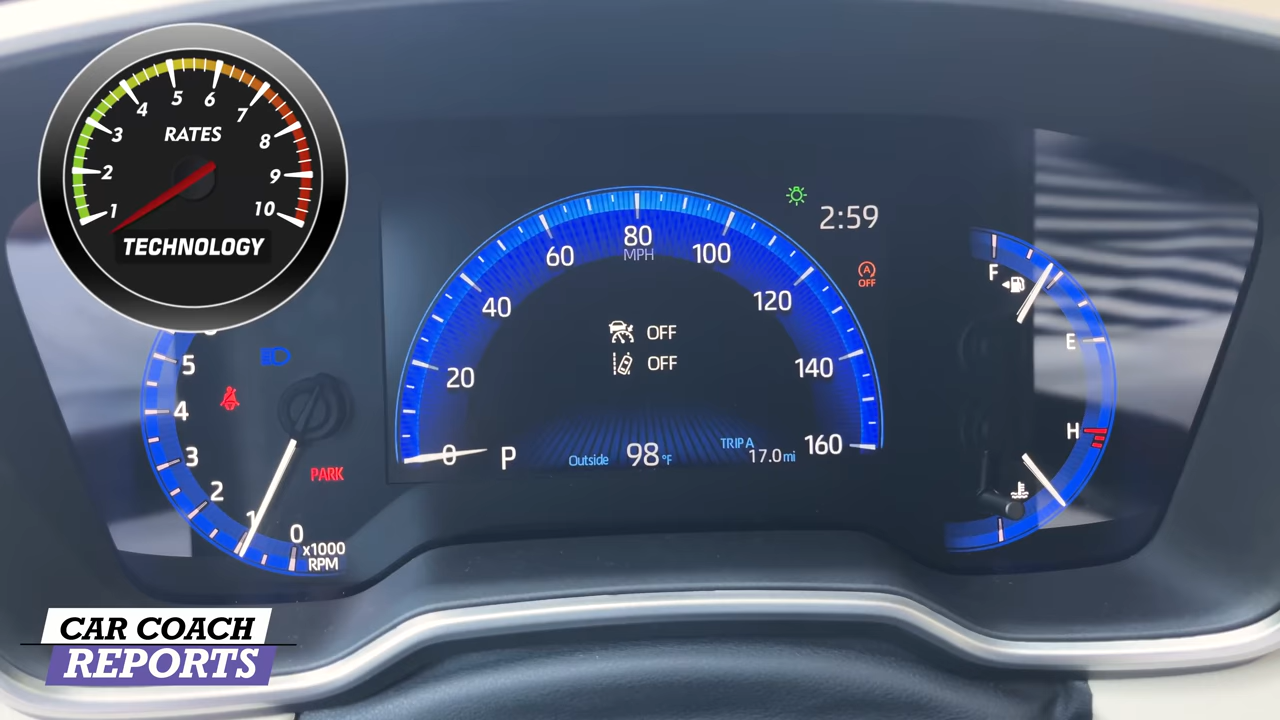 1
2
3
4
5
6
7
8
9
10
RATES
TECHNOLOGY
0
20
40
60
80
MPH
100
120
140
160
2:59
A
OFF
OFF
OFF
P
Outside 98°F
TRIP A
17.0 mi
5
4
3
2
1
0
x1000
RPM
PARK
F
E
H
CAR COACH
REPORTS